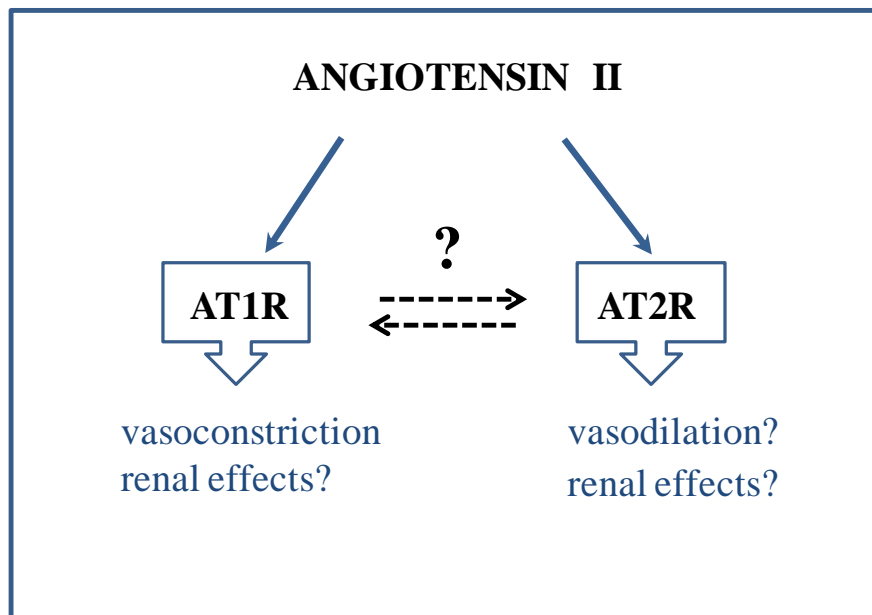 ANGIOTENSIN II
?
AT1R
AT2R
vasoconstriction
renal effects?
vasodilation?
renal effects?